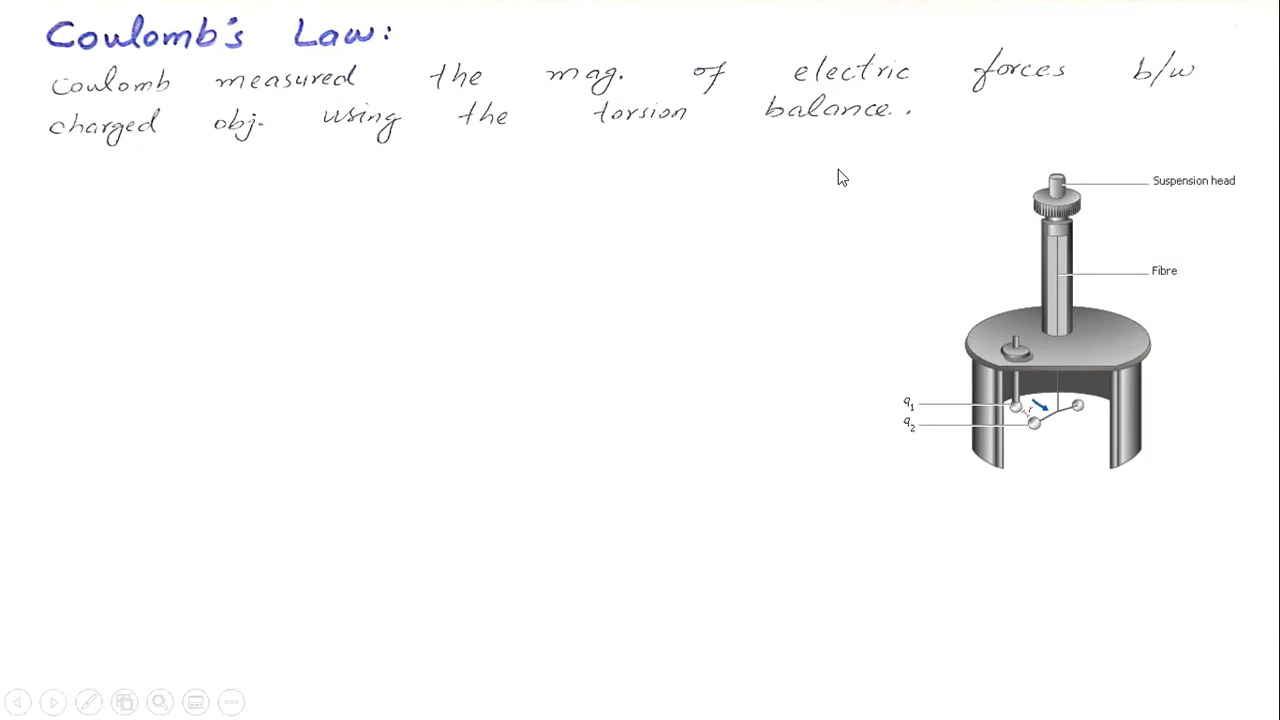 Coulomb's Law:
Coulomb measured the mag. of electric forces b/w
charged obj. using the torsion balance.
Suspension head
Fibre
q1
r
q2